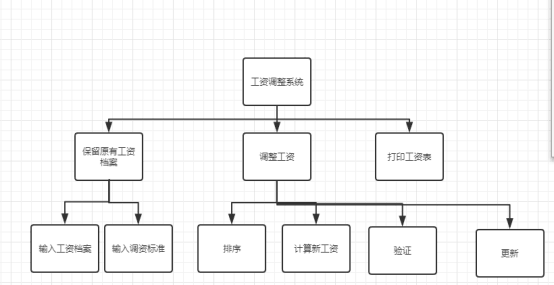 工资调整系统
保留原有工资
档案
调整工资
打印工资表
输入工资档案
输入调资标准
排序
计算新工资
验证
更新